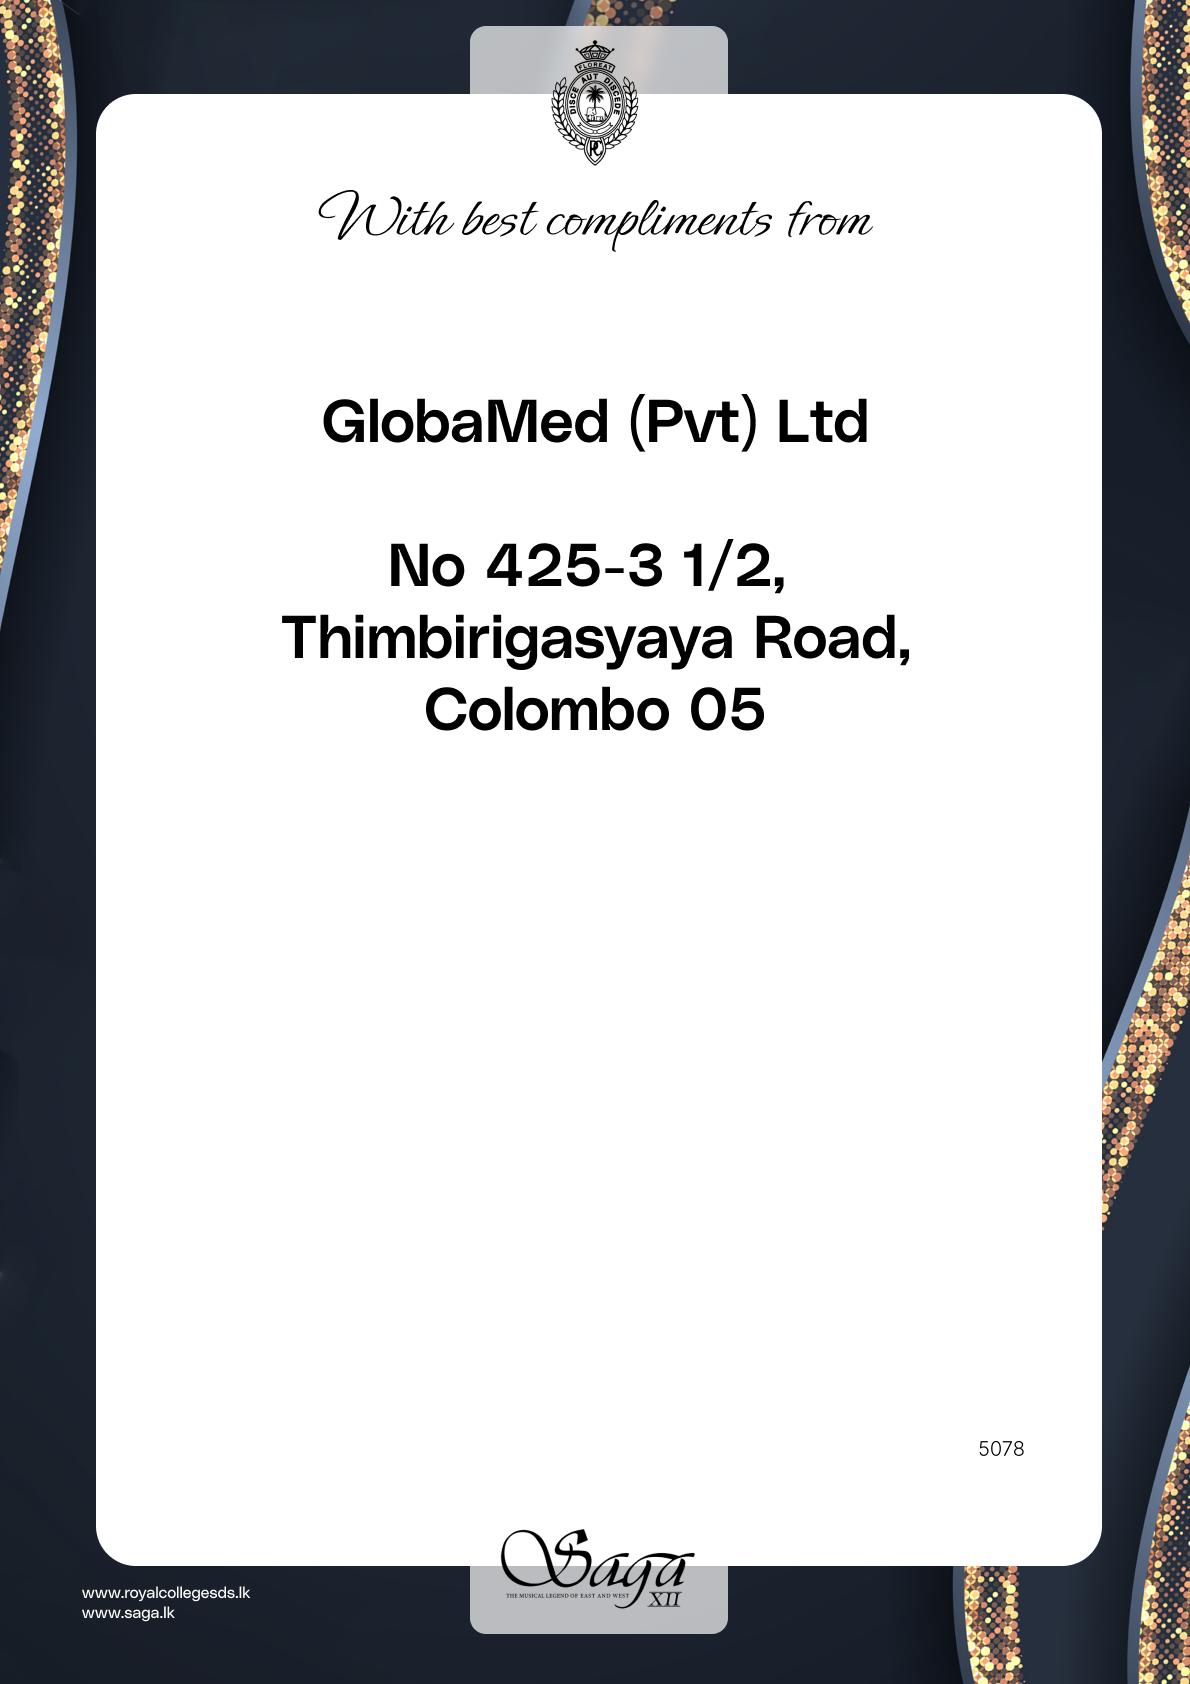 FLOREAT
DISCE AUT DISCEDE
RC
With best compliments from
GlobaMed (Pvt) Ltd
No 425-3 1/2,
Thimbirigasyaya Road,
Colombo 05
5078
Saga
THE MUSICAL LEGEND OF EAST AND WEST
XII
www.royalcollegesds.lk
www.saga.lk